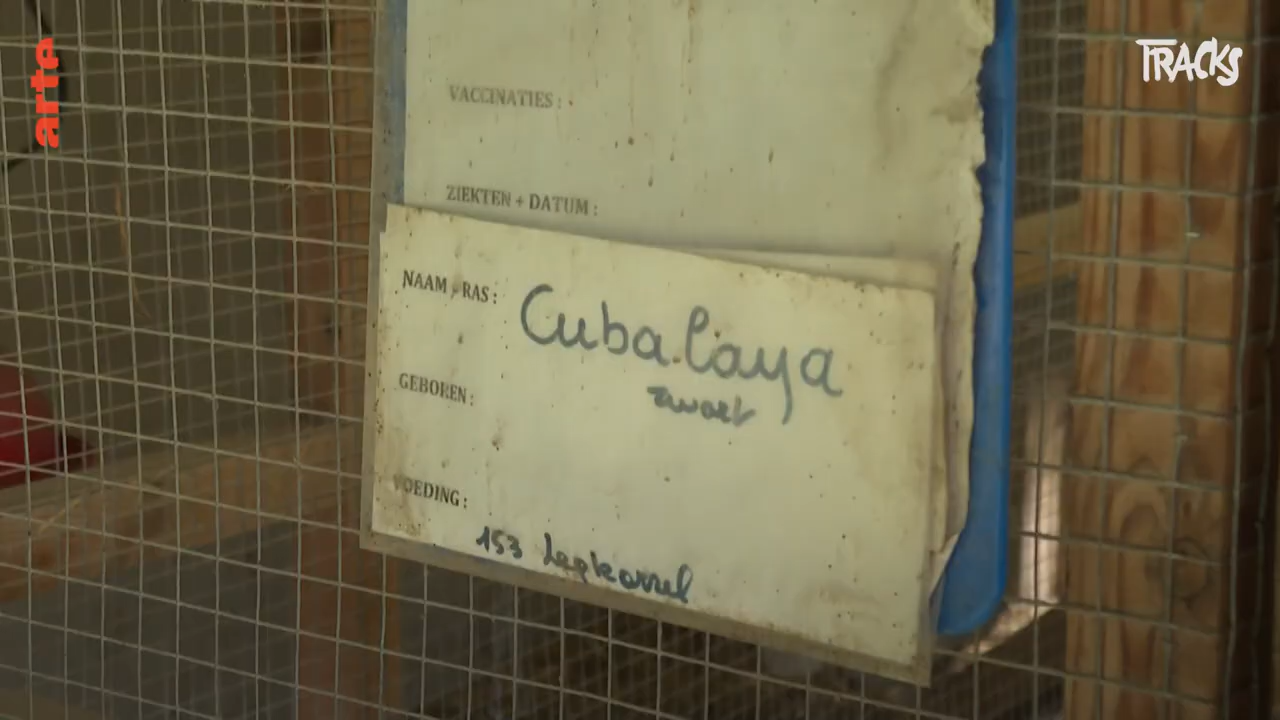 arte
TRACKS
VACCINATIES :
ZIEKTEN + DATUM :
NAAM, RAS : Cubalaya
zwart
GEBOREN :
VOEDING :
153 Legkorrel